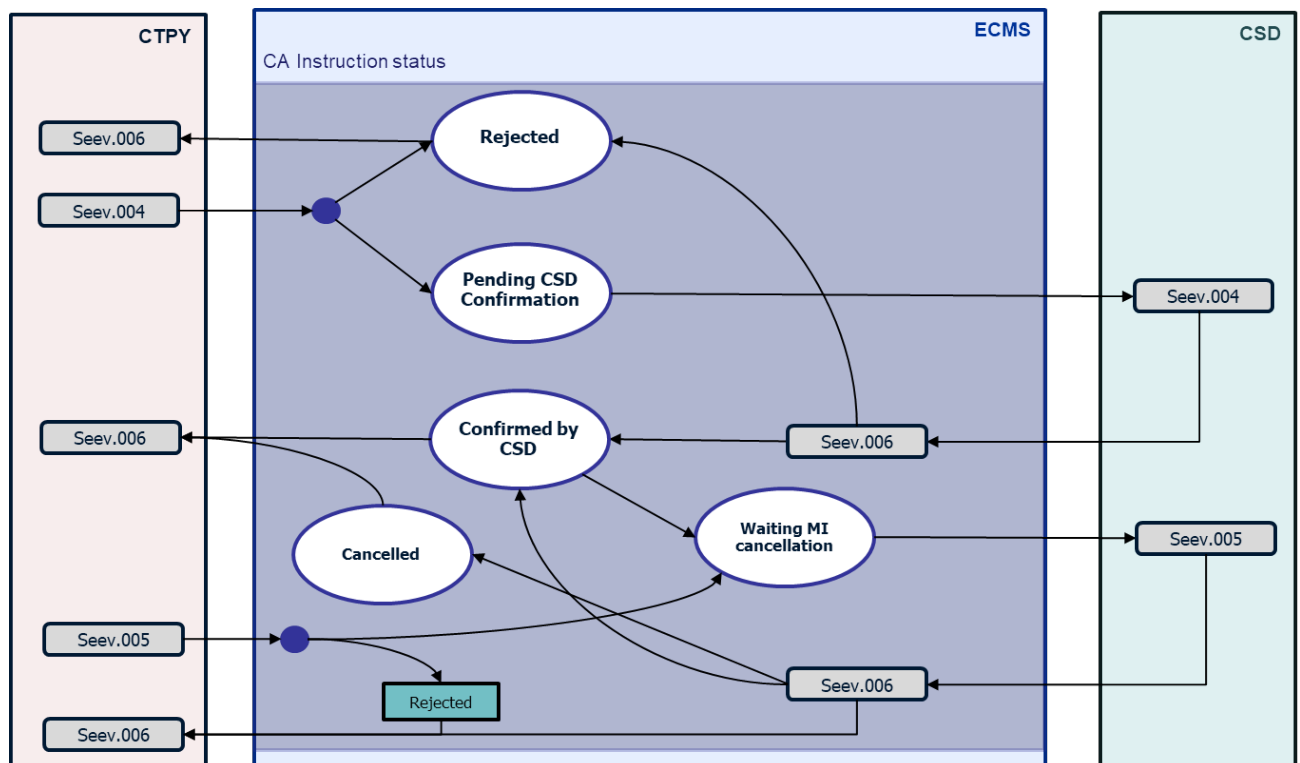 CTPY
ECMS
CSD
CA Instruction status
Seev.006
Rejected
Seev.004
Pending CSD
Confirmation
Seev.004
Seev.006
Confirmed by
CSD
Seev.006
Waiting MI
cancellation
Seev.005
Cancelled
Seev.005
Seev.006
Rejected
Seev.006